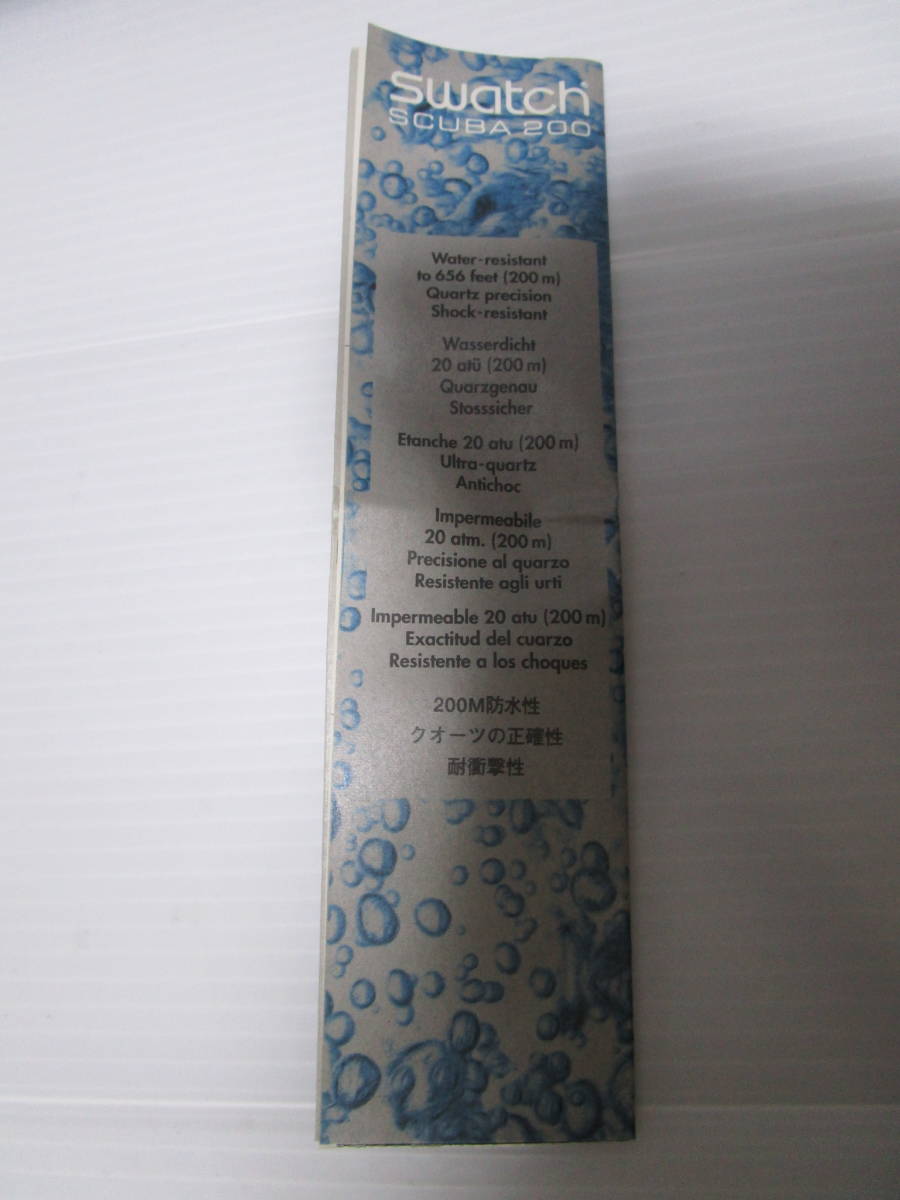 swatch
SCUBA 200
Water-resistant
to 656 feet (200 m)
Quartz precision
Shock-resistant
Wasserdicht
20 atü (200 m)
Quarzgenau
Stosssicher
Etanche 20 atu (200 m)
Ultra-quartz
Antichoc
Impermeabile
20 atm. (200 m)
Precisione al quarzo
Resistente agli urti
Impermeable 20 atu (200 m)
Exactitud del cuarzo
Resistente a los choques
200M防水性
クオーツの正確性
耐衝撃性